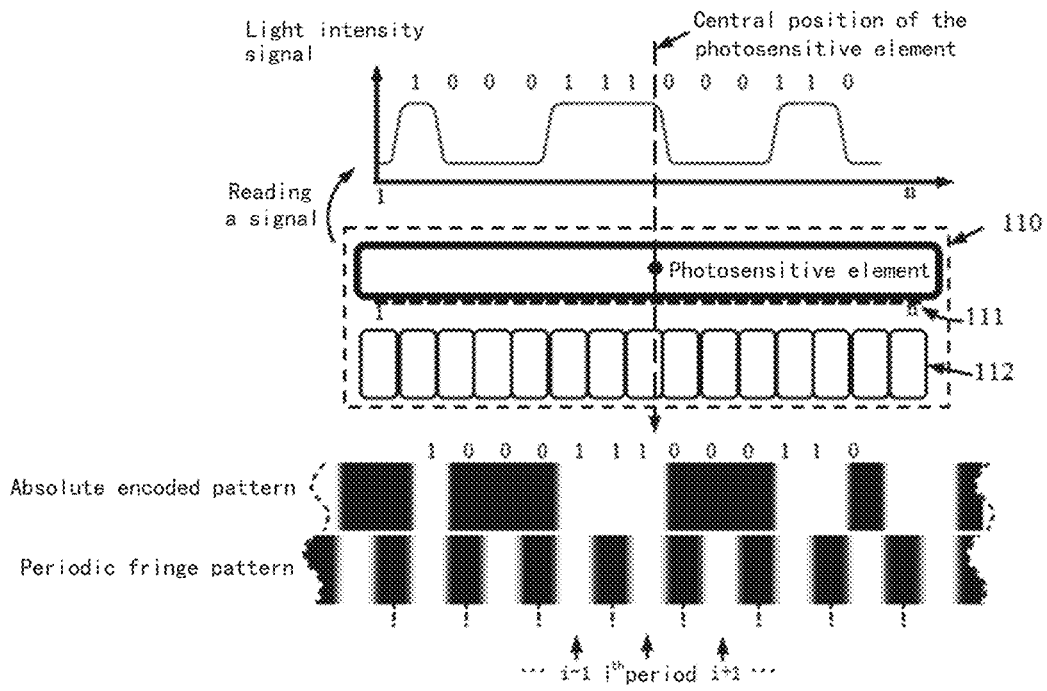 Light intensity
signal
Central position of the
photosensitive element
1 0 0 0 1 1 1 0 0 0 1 1 0
1 n
Reading
a signal
110
Photosensitive element
1 n
111
112
1 0 0 0 1 1 1 0 0 0 1 1 0
Absolute encoded pattern
Periodic fringe pattern
... i-1 i th period i+1 ...